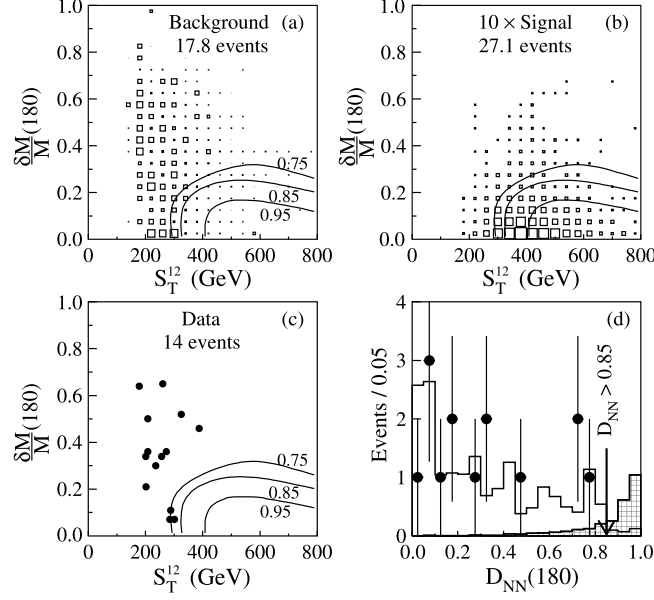 Background (a)
17.8 events
δM/M (180)
1.0
0.8
0.6
0.4
0.2
0.0
0.75
0.85
0.95
0 200 400 600 800
S_T^12 (GeV)
10 × Signal (b)
27.1 events
δM/M (180)
1.0
0.8
0.6
0.4
0.2
0.0
0.75
0.85
0.95
0 200 400 600 800
S_T^12 (GeV)
Data (c)
14 events
δM/M (180)
1.0
0.8
0.6
0.4
0.2
0.0
0.75
0.85
0.95
0 200 400 600 800
S_T^12 (GeV)
(d)
Events / 0.05
4
3
2
1
0
D_NN > 0.85
0.0 0.2 0.4 0.6 0.8 1.0
D_NN(180)